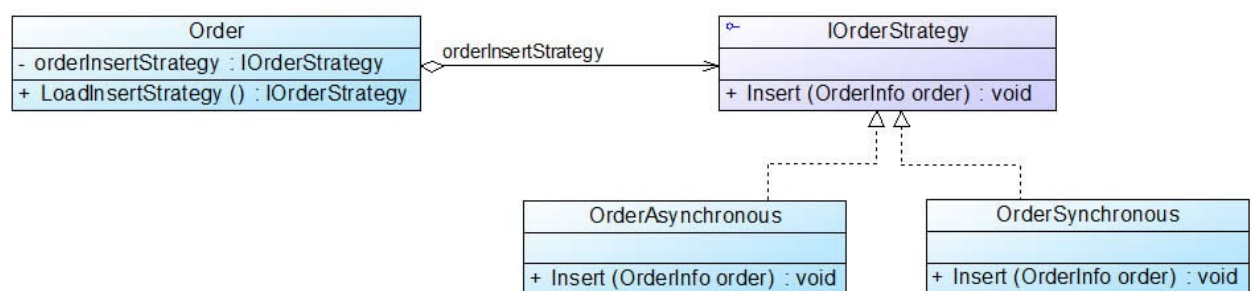 Order
- orderInsertStrategy : IOrderStrategy
+ LoadInsertStrategy () : IOrderStrategy
orderInsertStrategy
IOrderStrategy
+ Insert (OrderInfo order) : void
OrderAsynchronous
+ Insert (OrderInfo order) : void
OrderSynchronous
+ Insert (OrderInfo order) : void